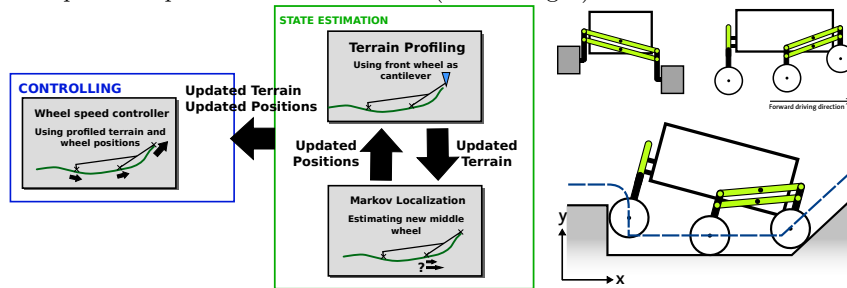 STATE ESTIMATION
Terrain Profiling
Using front wheel as
cantilever
CONTROLLING
Wheel speed controller
Using profiled terrain and
wheel positions
Updated Terrain
Updated Positions
Updated
Positions
Updated
Terrain
Markov Localization
Estimating new middle
wheel
?
Forward driving direction
y
x